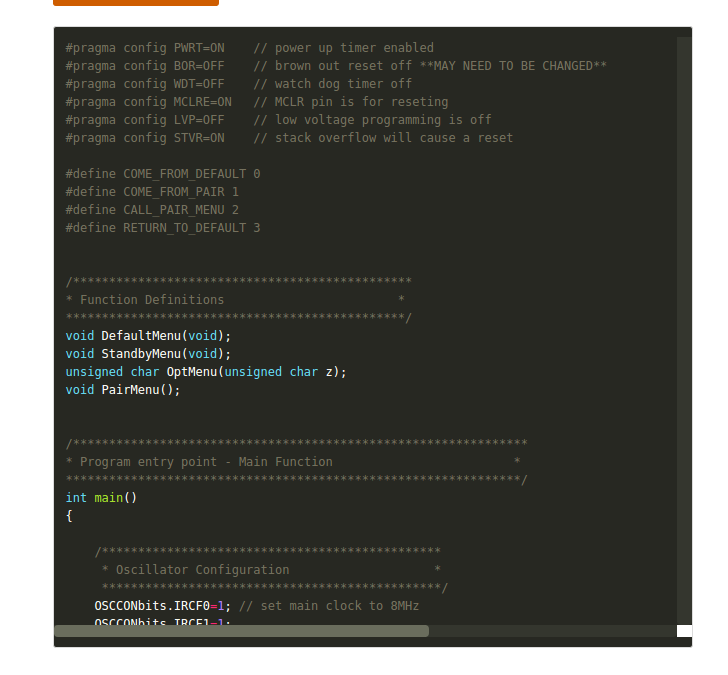 #pragma config PWRT=ON    // power up timer enabled
#pragma config BOR=OFF    // brown out reset off **MAY NEED TO BE CHANGED**
#pragma config WDT=OFF    // watch dog timer off
#pragma config MCLRE=ON   // MCLR pin is for reseting
#pragma config LVP=OFF    // low voltage programming is off
#pragma config STVR=ON    // stack overflow will cause a reset
#define COME_FROM_DEFAULT 0
#define COME_FROM_PAIR 1
#define CALL_PAIR_MENU 2
#define RETURN_TO_DEFAULT 3
/***********************************************
* Function Definitions                        *
***********************************************/
void DefaultMenu(void);
void StandbyMenu(void);
unsigned char OptMenu(unsigned char z);
void PairMenu();
/***************************************************************
* Program entry point - Main Function                         *
***************************************************************/
int main()
{
    /***********************************************
     * Oscillator Configuration                    *
     ***********************************************/
    OSCCONbits.IRCF0=1; // set main clock to 8MHz
    OSCCONbits.IRCF1=1;